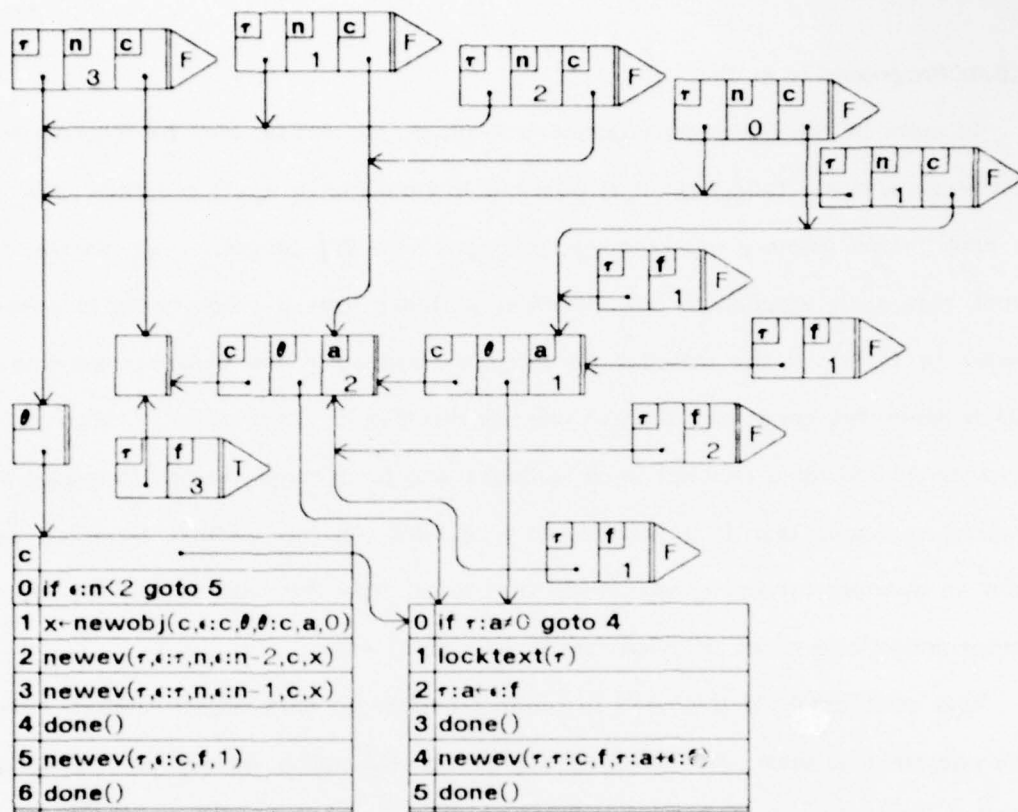 τ n c F
3
τ n c F
1
τ n c F
2
τ n c F
0
τ n c F
1
τ f F
1
τ f F
1
c θ a
2
c θ a
1
θ
τ f T
3
τ f F
2
τ f F
1
c
0 if ϵ:n<2 goto 5
1 x←newobj(c,ϵ:c,θ,θ:c,a,0)
2 newev(τ,ϵ:τ,n,ϵ:n-2,c,x)
3 newev(τ,ϵ:τ,n,ϵ:n-1,c,x)
4 done()
5 newev(τ,ϵ:c,f,1)
6 done()
0 if τ:a≠0 goto 4
1 locktext(τ)
2 τ:a←ϵ:f
3 done()
4 newev(τ,τ:c,f,τ:a+ϵ:f)
5 done()